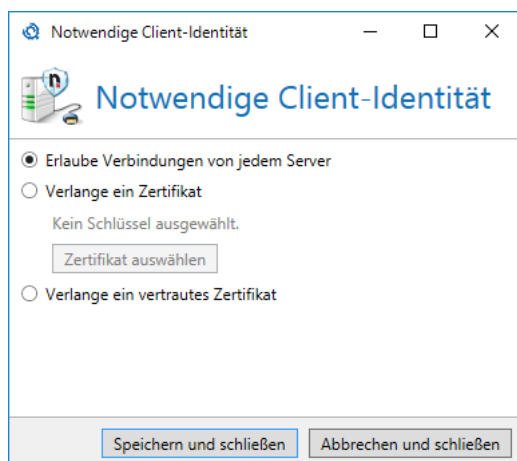 Notwendige Client-Identität
n
Notwendige Client-Identität
Erlaube Verbindungen von jedem Server
Verlange ein Zertifikat
Kein Schlüssel ausgewählt.
Zertifikat auswählen
Verlange ein vertrautes Zertifikat
Speichern und schließen Abbrechen und schließen